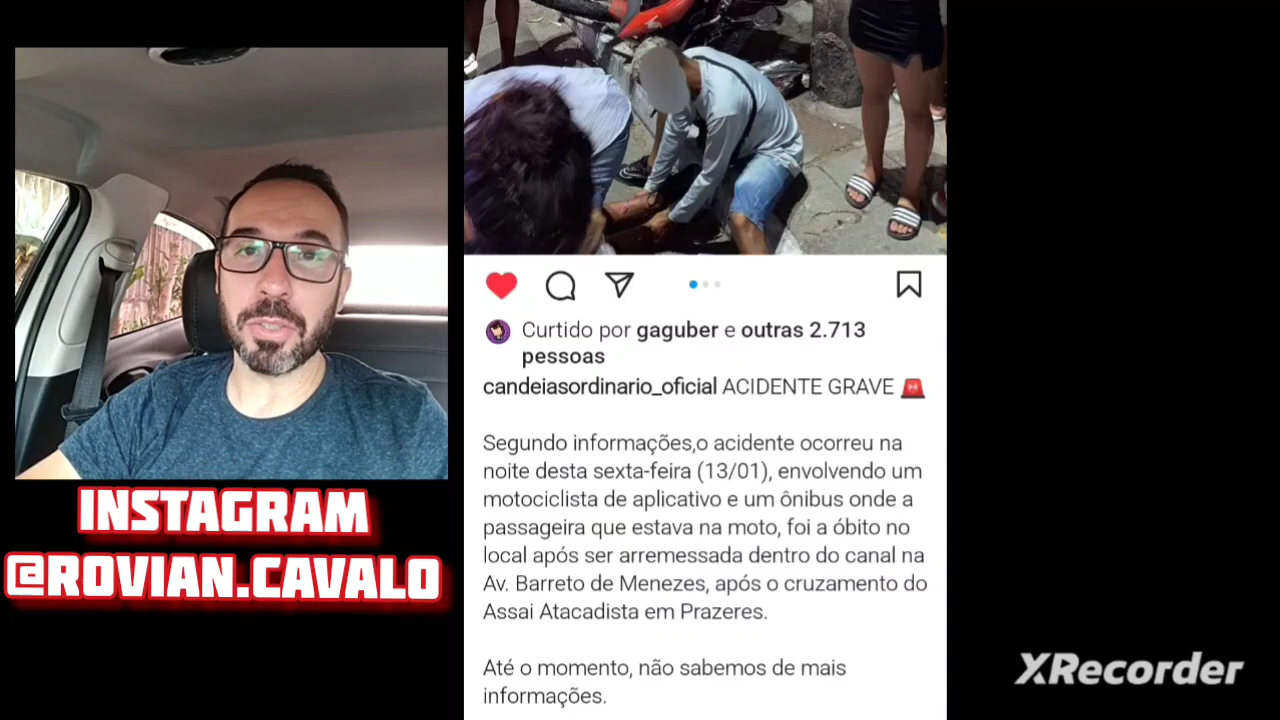 INSTAGRAM
@ROVIAN.CAVALO
Curtido por gaguber e outras 2.713
pessoas
candeiasordinario_oficial ACIDENTE GRAVE 🚨
Segundo informações,o acidente ocorreu na
noite desta sexta-feira (13/01), envolvendo um
motociclista de aplicativo e um ônibus onde a
passageira que estava na moto, foi a óbito no
local após ser arremessada dentro do canal na
Av. Barreto de Menezes, após o cruzamento do
Assai Atacadista em Prazeres.
Até o momento, não sabemos de mais
informações.
XRecorder